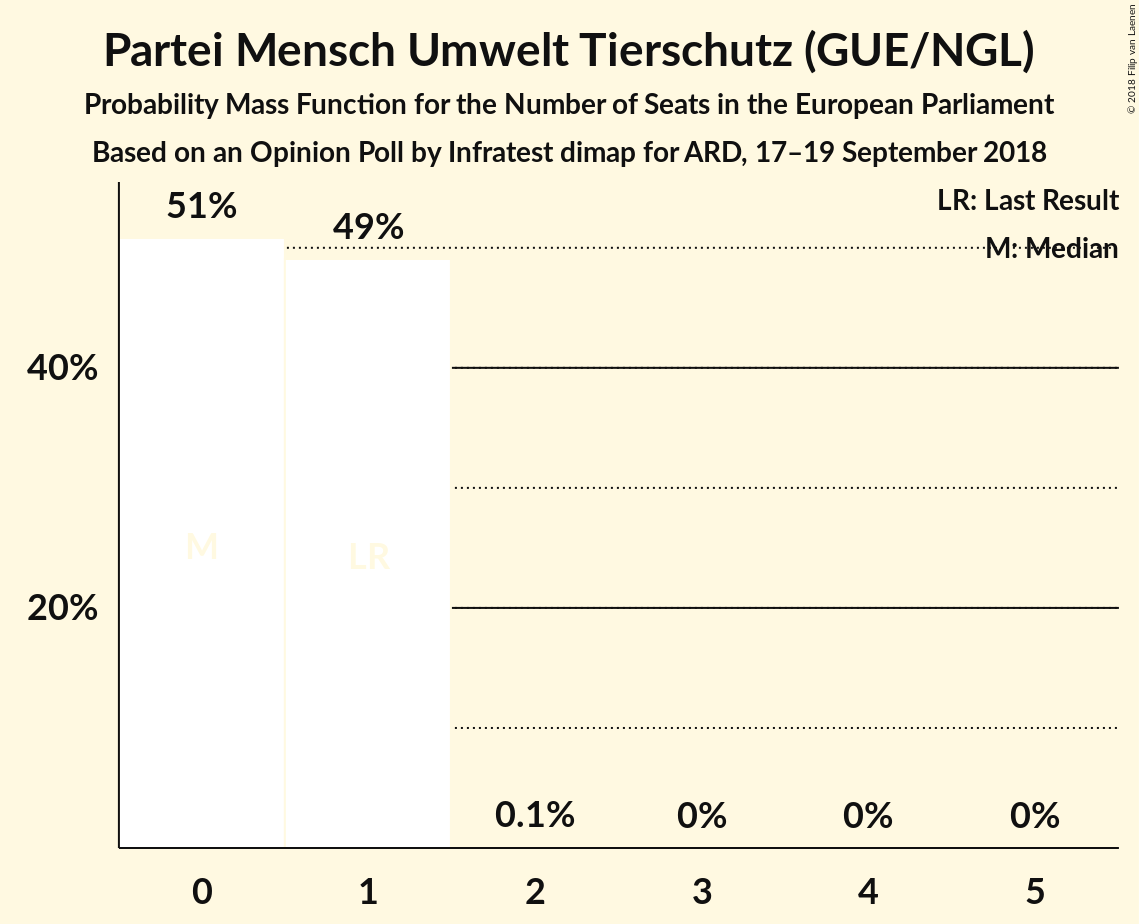 Partei Mensch Umwelt Tierschutz (GUE/NGL)
Probability Mass Function for the Number of Seats in the European Parliament
Based on an Opinion Poll by Infratest dimap for ARD, 17–19 September 2018
© 2018 Filip van Laenen
LR: Last Result
M: Median
51%
49%
40%
M
LR
20%
0.1%
0%
0%
0%
0
1
2
3
4
5